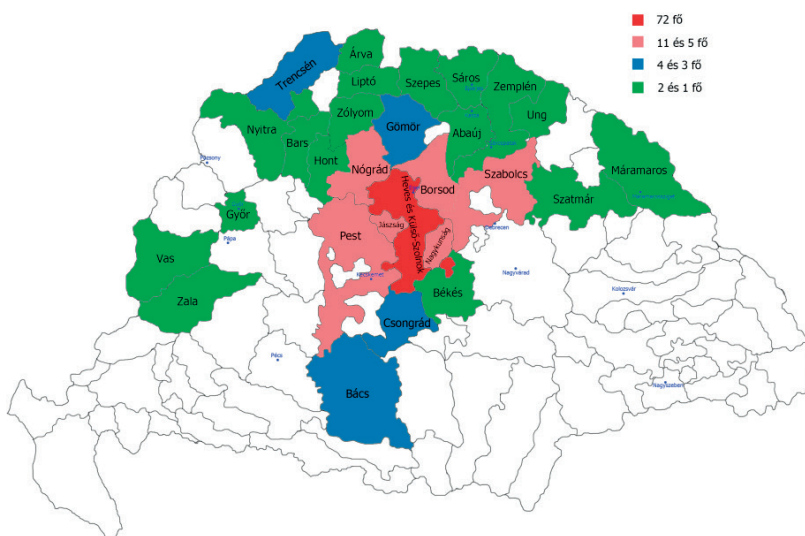 72 fő
11 és 5 fő
4 és 3 fő
2 és 1 fő
Árva
Trencsén
Liptó
Szepes
Sáros
Zemplén
Zólyom
Ung
Gömör
Nyitra
Bars
Abaúj
Hont
Nógrád
Borsod
Szabolcs
Máramaros
Szatmár
Heves és Külső-Szolnok
Pozsony
Győr
Jászság
Pest
Nagykunság
Debrecen
Pápa
Vas
Kecskemét
Nagyvárad
Kolozsvár
Zala
Békés
Csongrád
Pécs
Nagyszeben
Bács